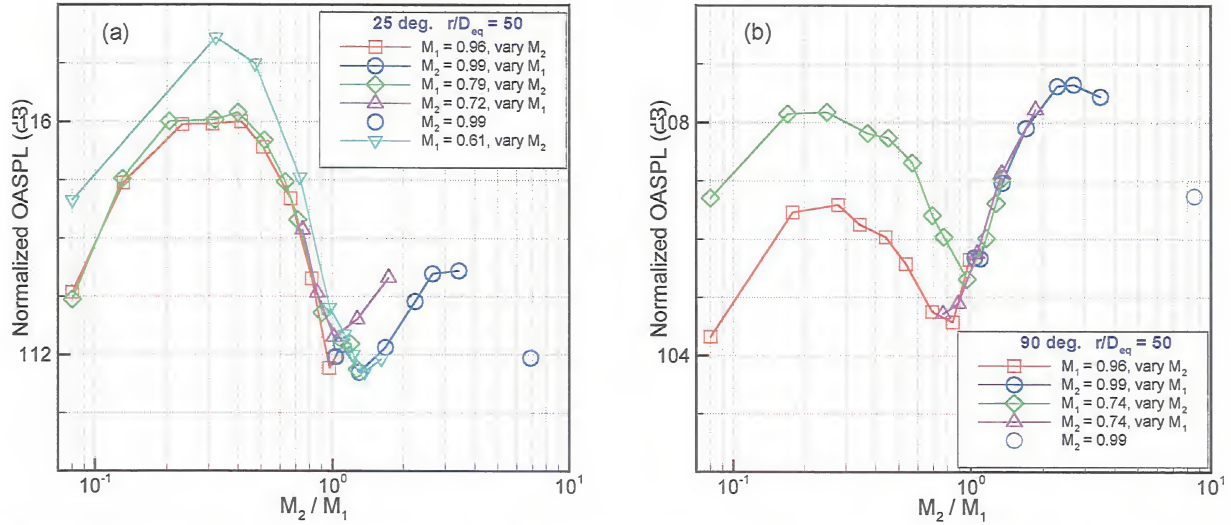 (a)
25 deg. r/Deq = 50
M1 = 0.96, vary M2
M2 = 0.99, vary M1
M1 = 0.79, vary M2
M2 = 0.72, vary M1
M2 = 0.99
M1 = 0.61, vary M2
Normalized OASPL (dB)
116
112
10-1
100
101
M2 / M1
(b)
Normalized OASPL (dB)
108
104
90 deg. r/Deq = 50
M1 = 0.96, vary M2
M2 = 0.99, vary M1
M1 = 0.74, vary M2
M2 = 0.74, vary M1
M2 = 0.99
10-1
100
101
M2 / M1